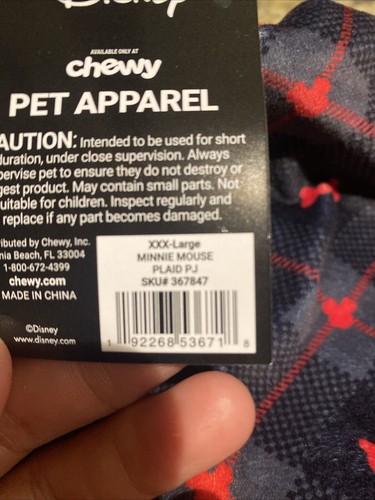 Disney
AVAILABLE ONLY AT
chewy
PET APPAREL
AUTION: Intended to be used for short
duration, under close supervision. Always
pervise pet to ensure they do not destroy or
gest product. May contain small parts. Not
uitable for children. Inspect regularly and
replace if any part becomes damaged.
ributed by Chewy, Inc.
nia Beach, FL 33004
1-800-672-4399
chewy.com
MADE IN CHINA
©Disney
www.disney.com
XXX-Large
MINNIE MOUSE
PLAID PJ
SKU# 367847
1 92268 53671 8